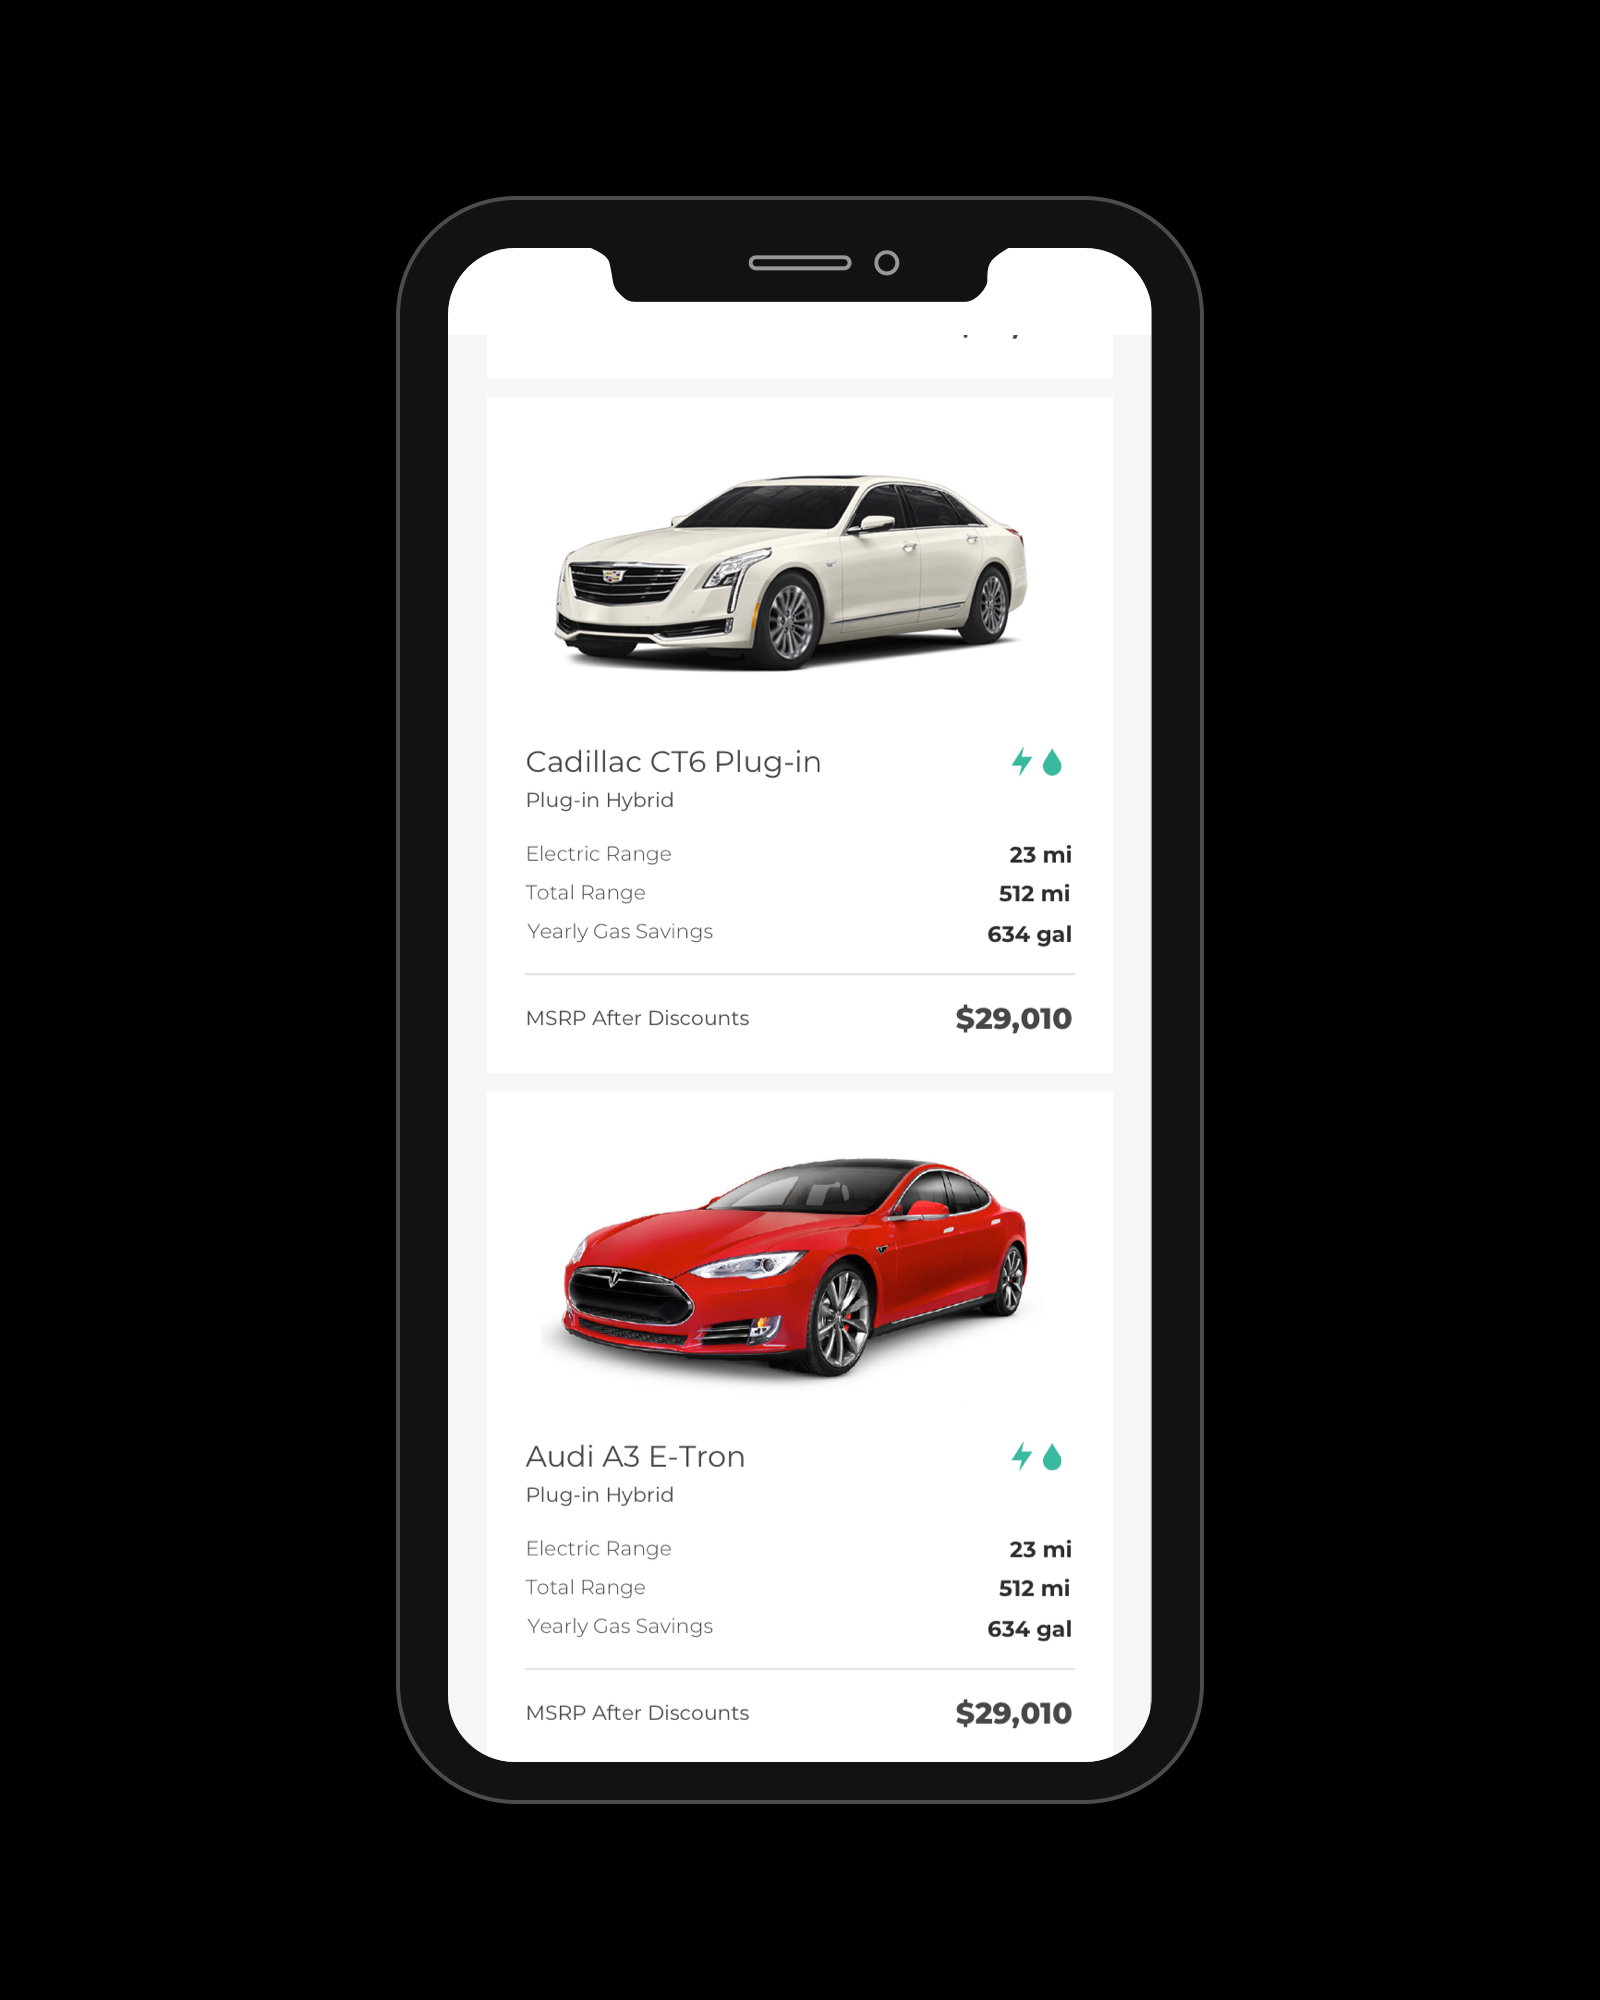 Cadillac CT6 Plug-in
Plug-in Hybrid
Electric Range 23 mi
Total Range 512 mi
Yearly Gas Savings 634 gal
MSRP After Discounts $29,010
Audi A3 E-Tron
Plug-in Hybrid
Electric Range 23 mi
Total Range 512 mi
Yearly Gas Savings 634 gal
MSRP After Discounts $29,010